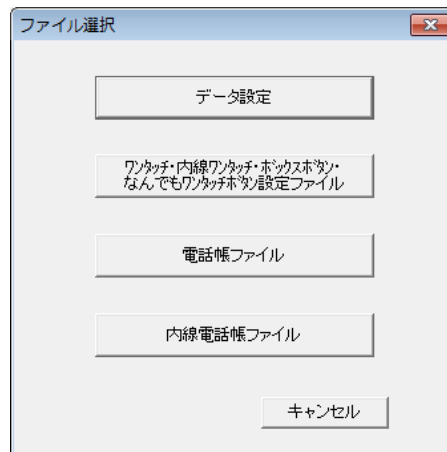 ファイル選択
データ設定
ﾜﾝﾀｯﾁ・内線ﾜﾝﾀｯﾁ・ﾎﾞｯｸｽﾎﾞﾀﾝ・
なんでもﾜﾝﾀｯﾁﾎﾞﾀﾝ設定ファイル
電話帳ファイル
内線電話帳ファイル
キャンセル